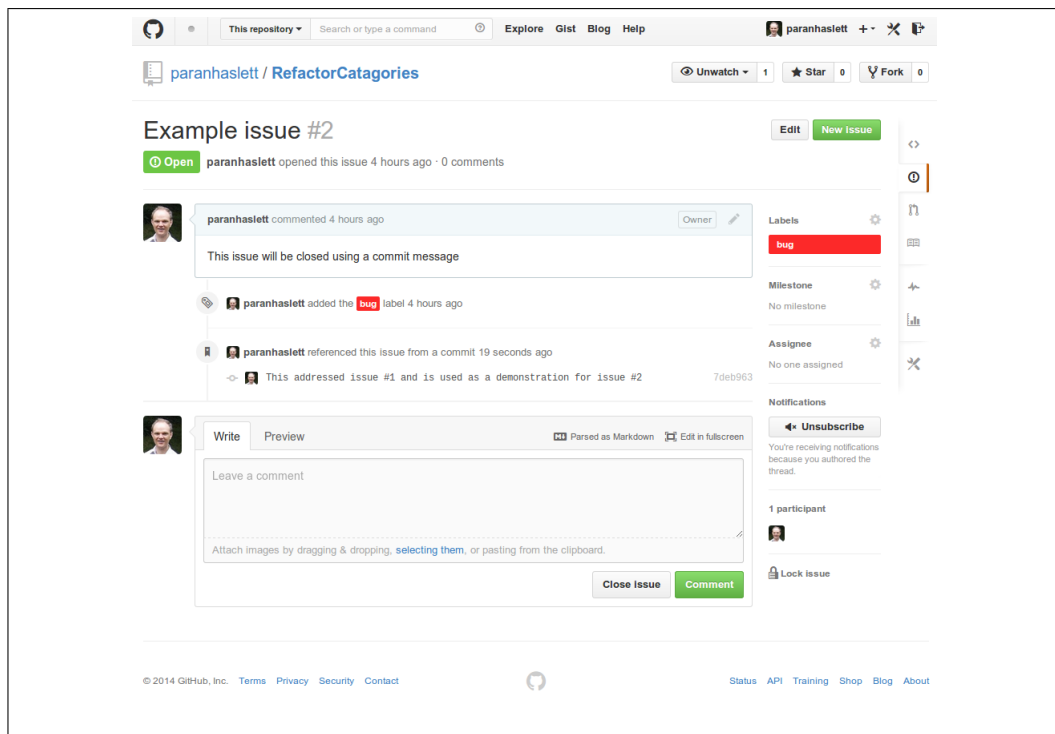 This repository Search or type a command Explore Gist Blog Help paranhaslett
paranhaslett / RefactorCatagories Unwatch 1 Star 0 Fork 0
Example issue #2 Edit New Issue
Open paranhaslett opened this issue 4 hours ago · 0 comments
paranhaslett commented 4 hours ago Owner
This issue will be closed using a commit message
paranhaslett added the bug label 4 hours ago
paranhaslett referenced this issue from a commit 19 seconds ago
This addressed issue #1 and is used as a demonstration for issue #2 7deb963
Labels
bug
Milestone
No milestone
Assignee
No one assigned
Notifications
Unsubscribe
You're receiving notifications
because you authored the
thread.
1 participant
Lock issue
Write Preview Parsed as Markdown Edit in fullscreen
Leave a comment
Attach images by dragging & dropping, selecting them, or pasting from the clipboard.
Close Issue Comment
© 2014 GitHub, Inc. Terms Privacy Security Contact Status API Training Shop Blog About